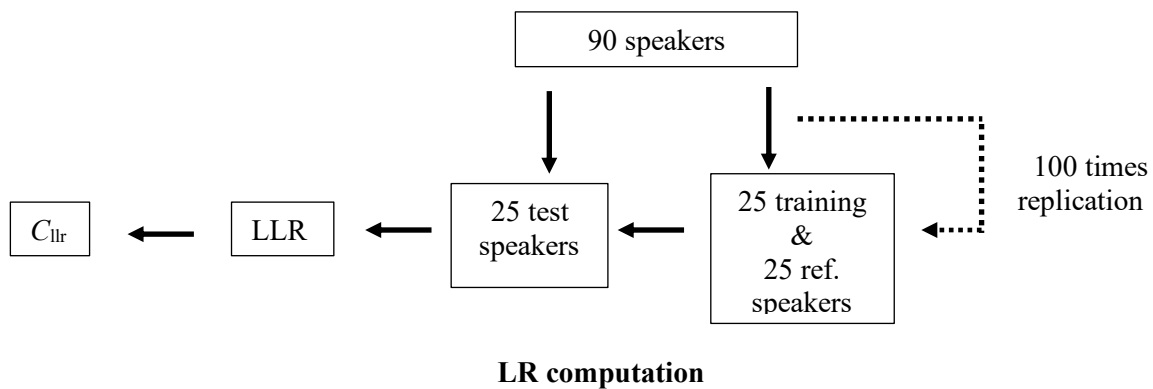 90 speakers
100 times
replication
25 training
&
25 ref.
speakers
25 test
speakers
LLR
Cllr
LR computation